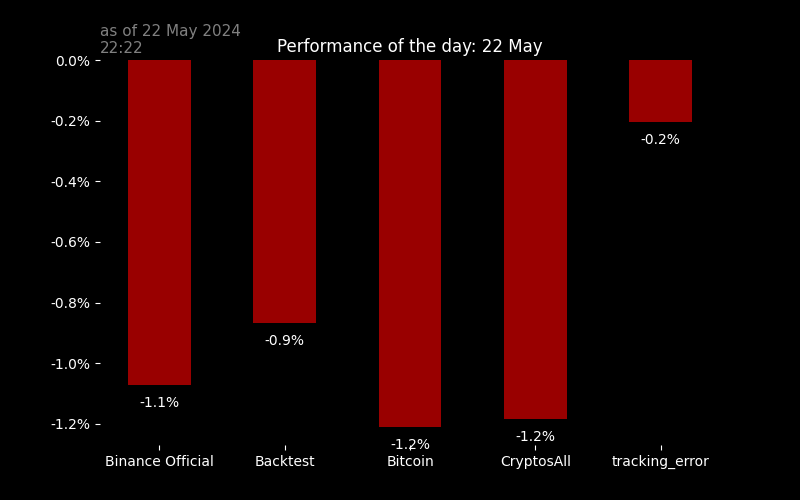 as of 22 May 2024
22:22
Performance of the day: 22 May
0.0%
-0.2%
-0.4%
-0.6%
-0.8%
-1.0%
-1.2%
-1.1%
-0.9%
-1.2%
-1.2%
-0.2%
Binance Official
Backtest
Bitcoin
CryptosAll
tracking_error